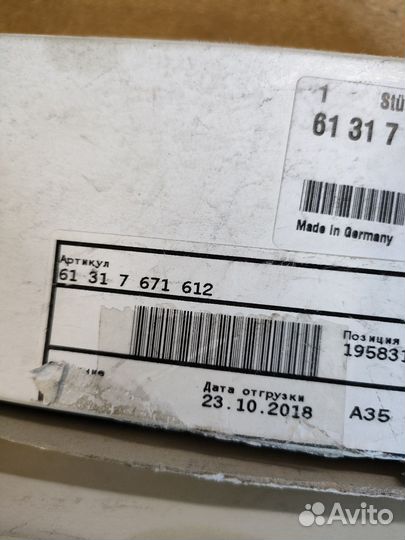 1 Stü
61 31 7
Made in Germany
Артикул
61 31 7 671 612
Позиция
195831
Дата отгрузки
23.10.2018
A35
Avito